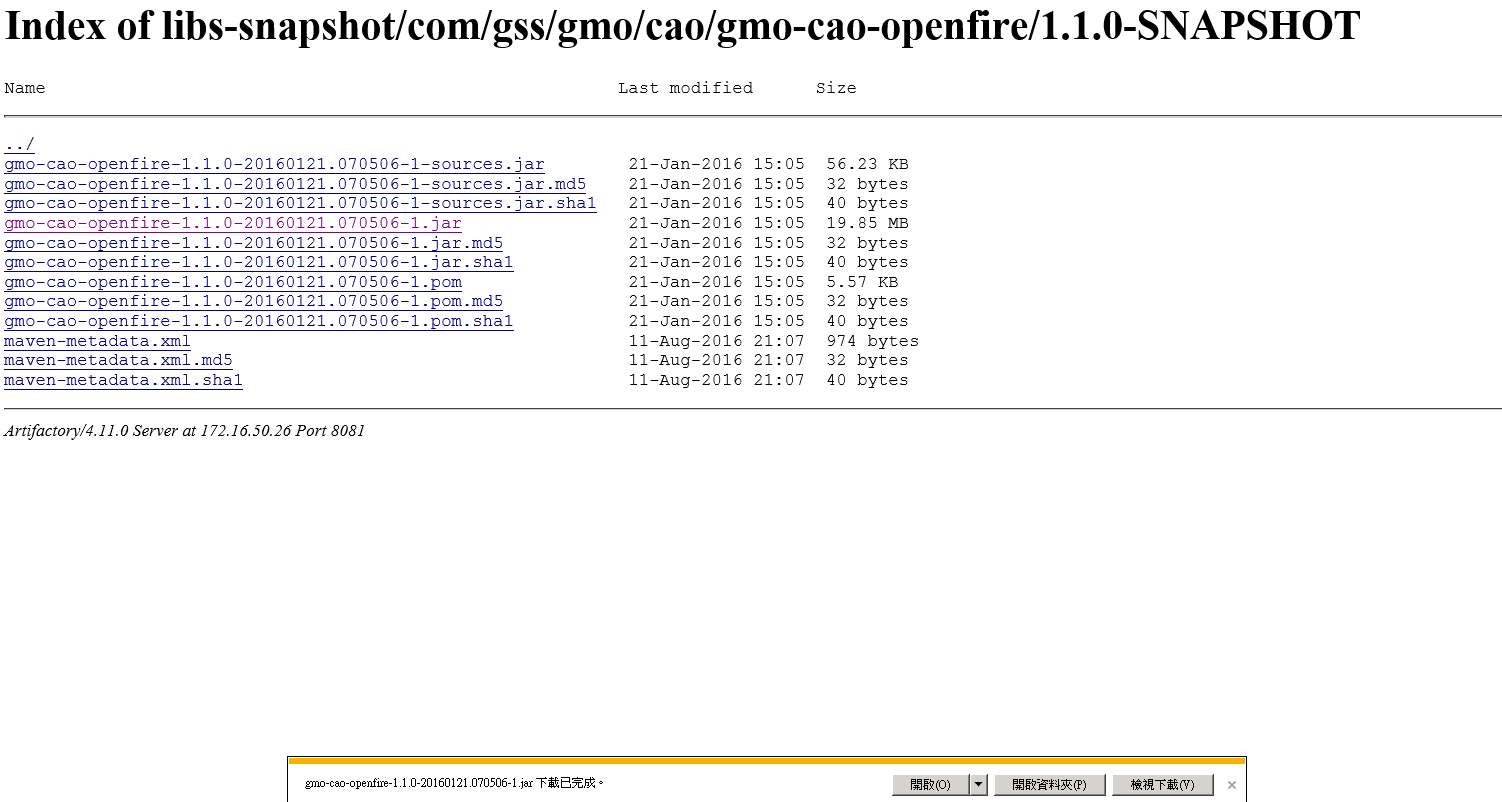 Index of libs-snapshot/com/gss/gmo/cao/gmo-cao-openfire/1.1.0-SNAPSHOT
Name Last modified Size
../
gmo-cao-openfire-1.1.0-20160121.070506-1-sources.jar 21-Jan-2016 15:05 56.23 KB
gmo-cao-openfire-1.1.0-20160121.070506-1-sources.jar.md5 21-Jan-2016 15:05 32 bytes
gmo-cao-openfire-1.1.0-20160121.070506-1-sources.jar.sha1 21-Jan-2016 15:05 40 bytes
gmo-cao-openfire-1.1.0-20160121.070506-1.jar 21-Jan-2016 15:05 19.85 MB
gmo-cao-openfire-1.1.0-20160121.070506-1.jar.md5 21-Jan-2016 15:05 32 bytes
gmo-cao-openfire-1.1.0-20160121.070506-1.jar.sha1 21-Jan-2016 15:05 40 bytes
gmo-cao-openfire-1.1.0-20160121.070506-1.pom 21-Jan-2016 15:05 5.57 KB
gmo-cao-openfire-1.1.0-20160121.070506-1.pom.md5 21-Jan-2016 15:05 32 bytes
gmo-cao-openfire-1.1.0-20160121.070506-1.pom.sha1 21-Jan-2016 15:05 40 bytes
maven-metadata.xml 11-Aug-2016 21:07 974 bytes
maven-metadata.xml.md5 11-Aug-2016 21:07 32 bytes
maven-metadata.xml.sha1 11-Aug-2016 21:07 40 bytes
Artifactory/4.11.0 Server at 172.16.50.26 Port 8081
gmo-cao-openfire-1.1.0-20160121.070506-1.jar 下載已完成。 開啟(O) 開啟資料夾(P) 檢視下載(V) ×